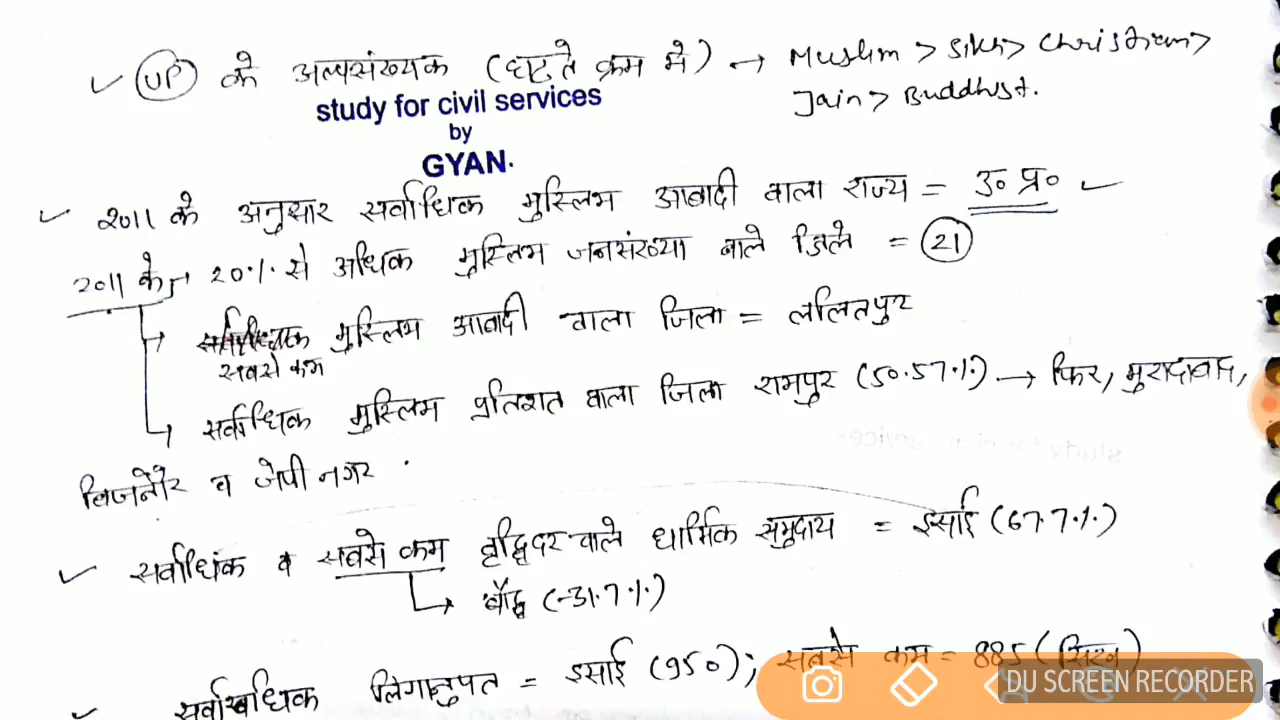 ✓ UP के अल्पसंख्यक (घटते क्रम में) → Muslim > Sikh > Christian >
Jain > Buddhist.
study for civil services
by
GYAN.
2011 के अनुसार सर्वाधिक मुस्लिम आबादी वाला राज्य = उ० प्र० ✓
2011 के → 20% से अधिक मुस्लिम जनसंख्या वाले जिले = 21
मुस्लिम आबादी वाला जिला = ललितपुर
सबसे कम
सर्वाधिक मुस्लिम प्रतिशत वाला जिला रामपुर (50.57%) → फिर, मुरादाबाद,
बिजनौर व जेपी नगर
✓ सर्वाधिक व सबसे कम वृद्धिदर वाले धार्मिक समुदाय = इसाई (67.7%)
बौद्ध (-31.7%)
सर्वाधिक लिंगानुपत = इसाई (950); सबसे कम = 885 (सिख)
DU SCREEN RECORDER